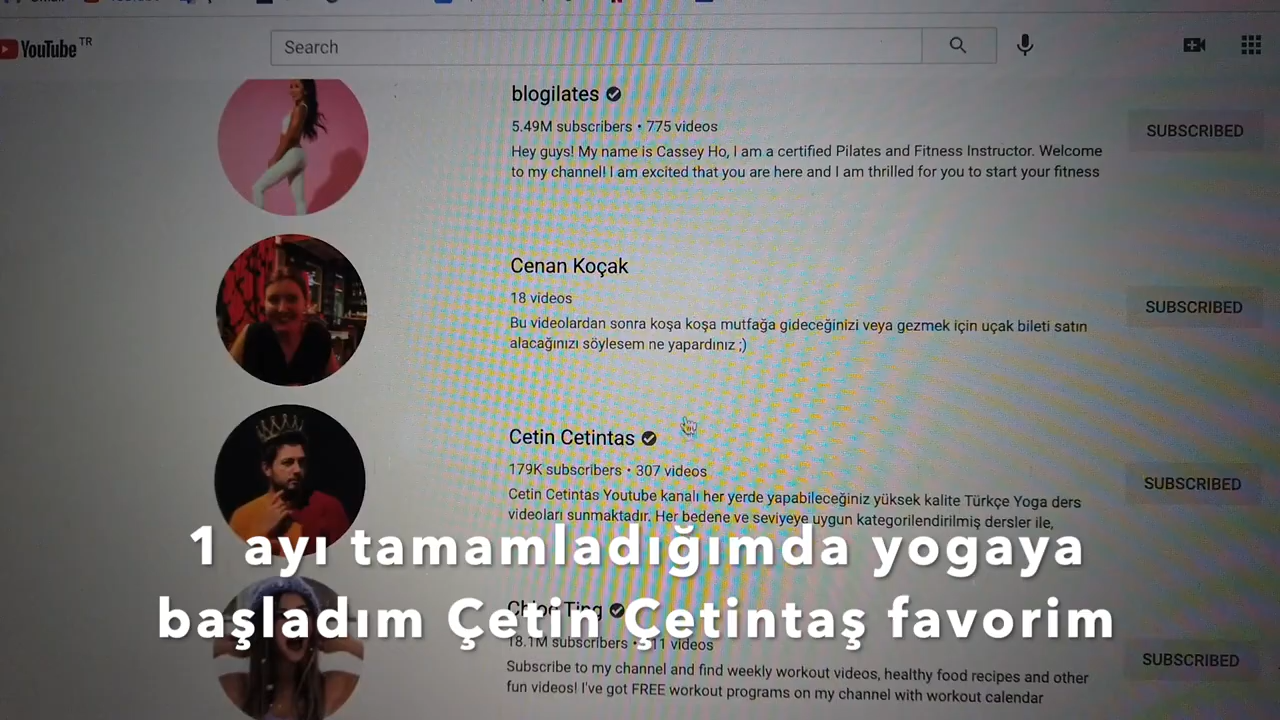 YouTube TR
Search
blogilates
5.49M subscribers • 775 videos
SUBSCRIBED
Hey guys! My name is Cassey Ho, I am a certified Pilates and Fitness Instructor. Welcome
to my channel! I am excited that you are here and I am thrilled for you to start your fitness
Cenan Koçak
18 videos
SUBSCRIBED
Bu videolardan sonra koşa koşa mutfağa gideceğinizi veya gezmek için uçak bileti satın
alacağınızı söylesem ne yapardınız ;)
Cetin Cetintas
179K subscribers • 307 videos
SUBSCRIBED
Cetin Cetintas Youtube kanalı her yerde yapabileceğiniz yüksek kalite Türkçe Yoga ders
videoları sunmaktadır. Her bedene ve seviyeye uygun kategorilendirilmiş dersler ile,
1 ayı tamamladığımda yogaya
başladım Çetin Çetintaş favorim
Chloe Ting
18.1M subscribers • videos
SUBSCRIBED
Subscribe to my channel and find weekly workout videos, healthy food recipes and other
fun videos! I've got FREE workout programs on my channel with workout calendar